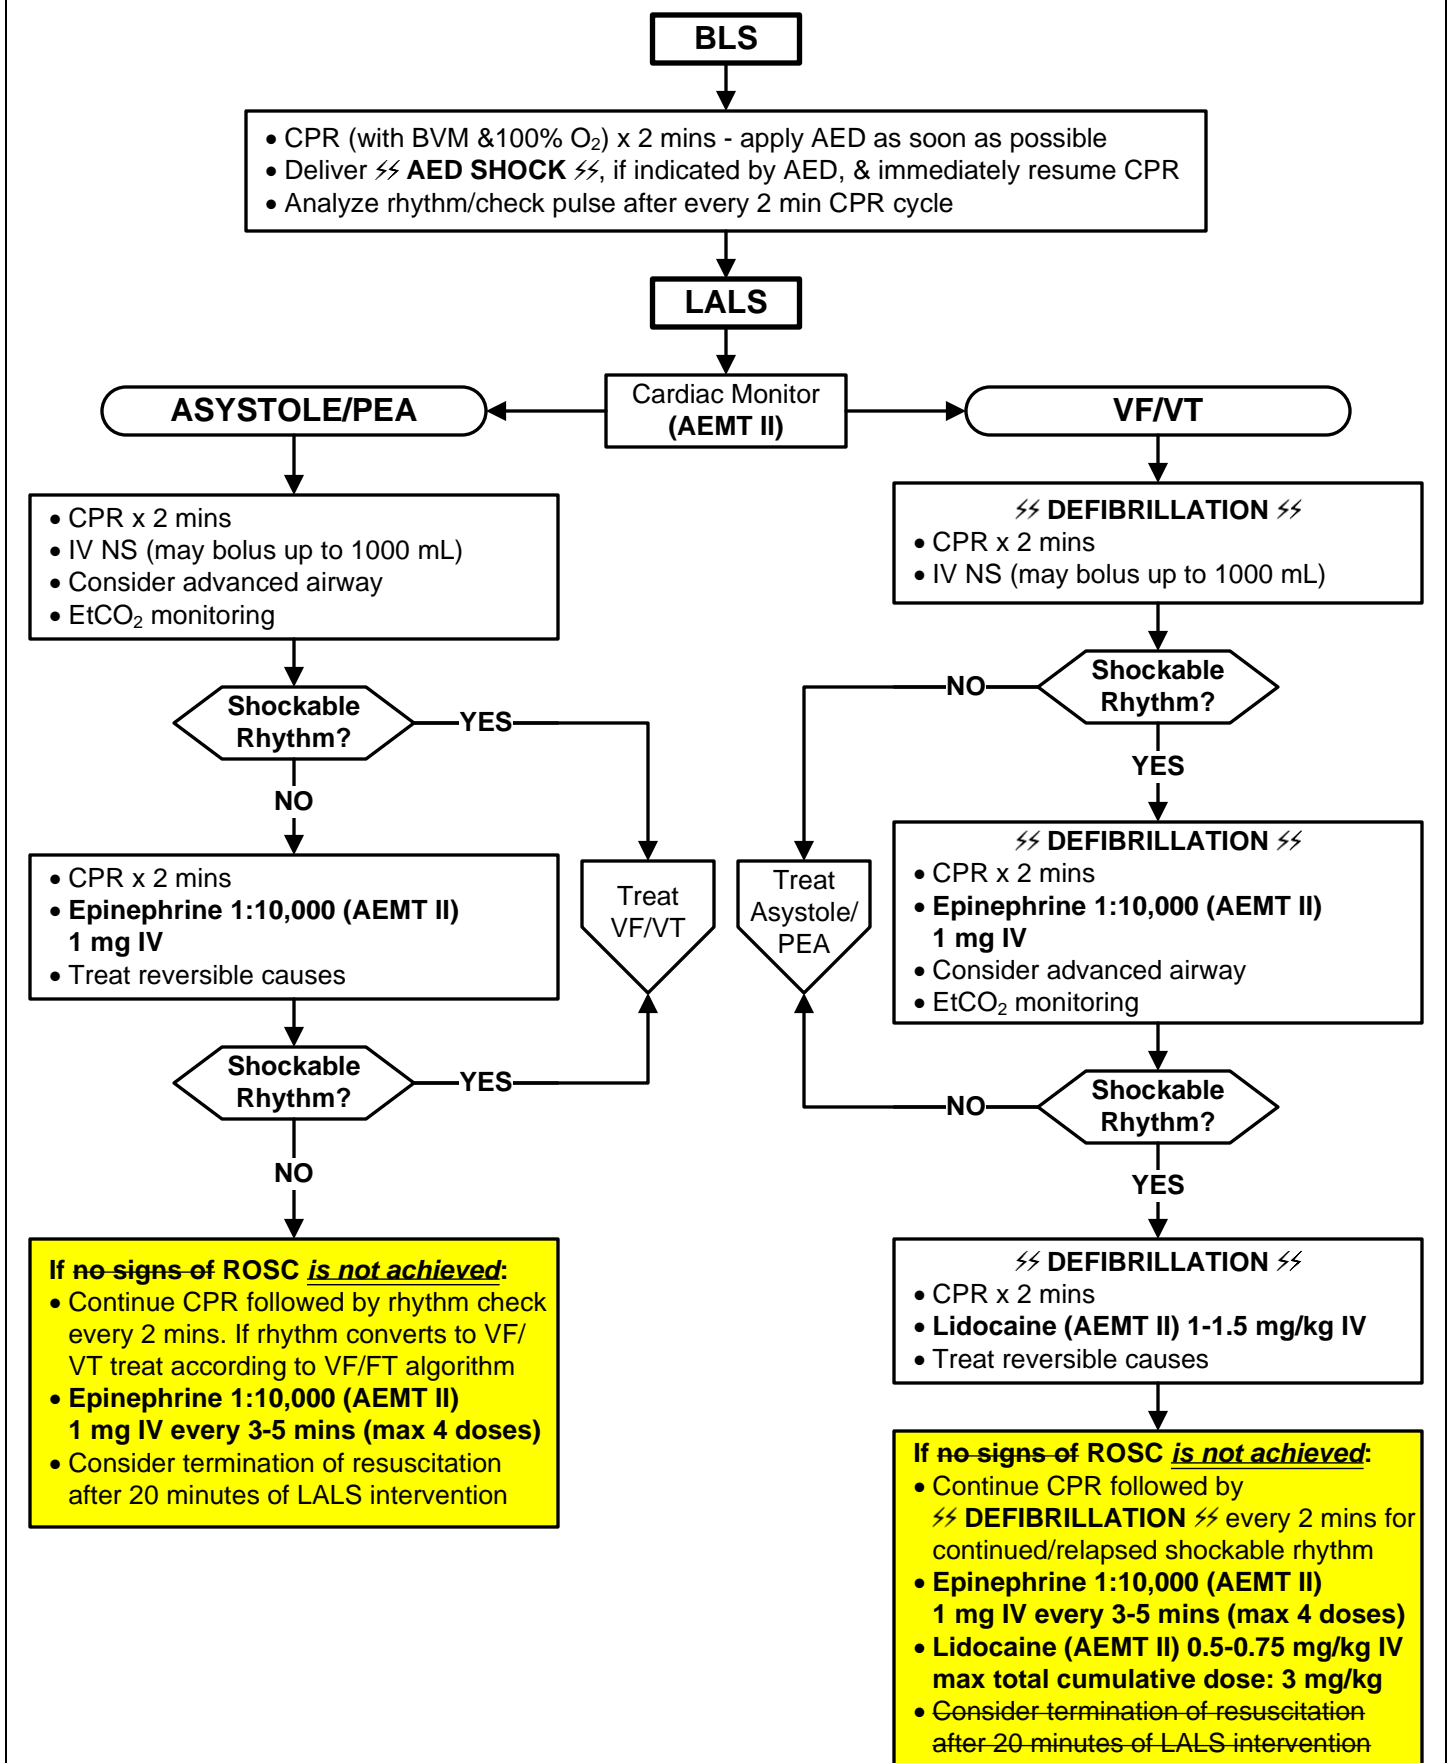 BLS
• CPR (with BVM &100% O₂) x 2 mins - apply AED as soon as possible
• Deliver ⚡⚡ AED SHOCK ⚡⚡, if indicated by AED, & immediately resume CPR
• Analyze rhythm/check pulse after every 2 min CPR cycle
LALS
Cardiac Monitor
(AEMT II)
ASYSTOLE/PEA
• CPR x 2 mins
• IV NS (may bolus up to 1000 mL)
• Consider advanced airway
• EtCO₂ monitoring
Shockable
Rhythm?
YES
NO
• CPR x 2 mins
• Epinephrine 1:10,000 (AEMT II)
1 mg IV
• Treat reversible causes
Shockable
Rhythm?
YES
NO
Treat
VF/VT
If no signs of ROSC is not achieved:
• Continue CPR followed by rhythm check
every 2 mins. If rhythm converts to VF/
VT treat according to VF/FT algorithm
• Epinephrine 1:10,000 (AEMT II)
1 mg IV every 3-5 mins (max 4 doses)
• Consider termination of resuscitation
after 20 minutes of LALS intervention
VF/VT
⚡⚡ DEFIBRILLATION ⚡⚡
• CPR x 2 mins
• IV NS (may bolus up to 1000 mL)
Shockable
Rhythm?
NO
YES
Treat
Asystole/
PEA
⚡⚡ DEFIBRILLATION ⚡⚡
• CPR x 2 mins
• Epinephrine 1:10,000 (AEMT II)
1 mg IV
• Consider advanced airway
• EtCO₂ monitoring
Shockable
Rhythm?
NO
YES
⚡⚡ DEFIBRILLATION ⚡⚡
• CPR x 2 mins
• Lidocaine (AEMT II) 1-1.5 mg/kg IV
• Treat reversible causes
If no signs of ROSC is not achieved:
• Continue CPR followed by
⚡⚡ DEFIBRILLATION ⚡⚡ every 2 mins for
continued/relapsed shockable rhythm
• Epinephrine 1:10,000 (AEMT II)
1 mg IV every 3-5 mins (max 4 doses)
• Lidocaine (AEMT II) 0.5-0.75 mg/kg IV
max total cumulative dose: 3 mg/kg
• Consider termination of resuscitation
after 20 minutes of LALS intervention